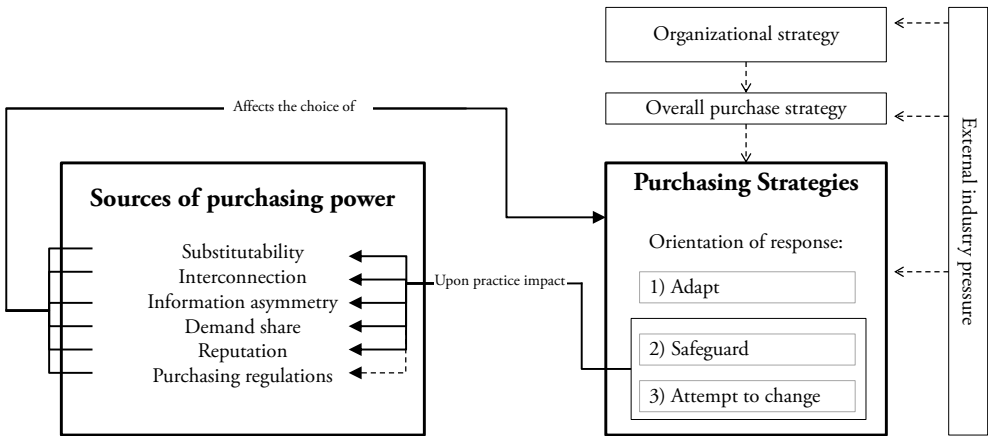 Organizational strategy
Overall purchase strategy
Affects the choice of
Sources of purchasing power
Substitutability
Interconnection
Information asymmetry
Demand share
Reputation
Purchasing regulations
Upon practice impact
Purchasing Strategies
Orientation of response:
1) Adapt
2) Safeguard
3) Attempt to change
External industry pressure